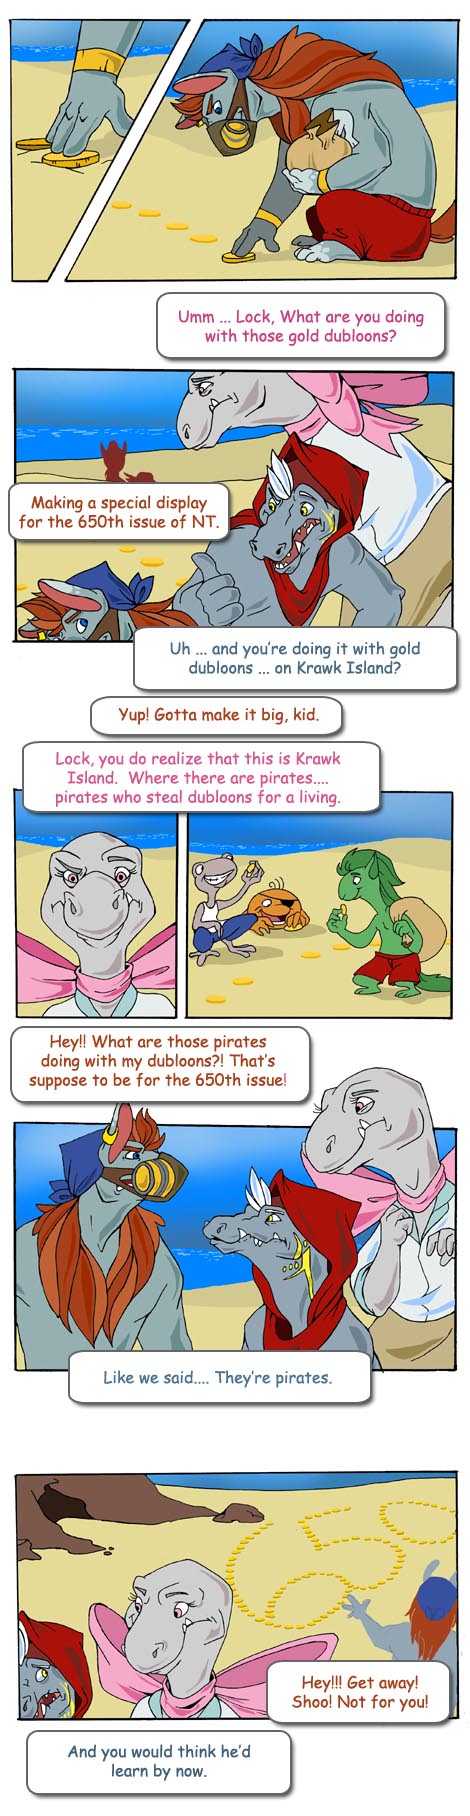 Umm ... Lock, What are you doing
with those gold dubloons?
Making a special display
for the 650th issue of NT.
Uh ... and you're doing it with gold
dubloons ... on Krawk Island?
Yup! Gotta make it big, kid.
Lock, you do realize that this is Krawk
Island. Where there are pirates....
pirates who steal dubloons for a living.
Hey!! What are those pirates
doing with my dubloons?! That's
suppose to be for the 650th issue!
Like we said.... They're pirates.
650
Hey!!! Get away!
Shoo! Not for you!
And you would think he'd
learn by now.